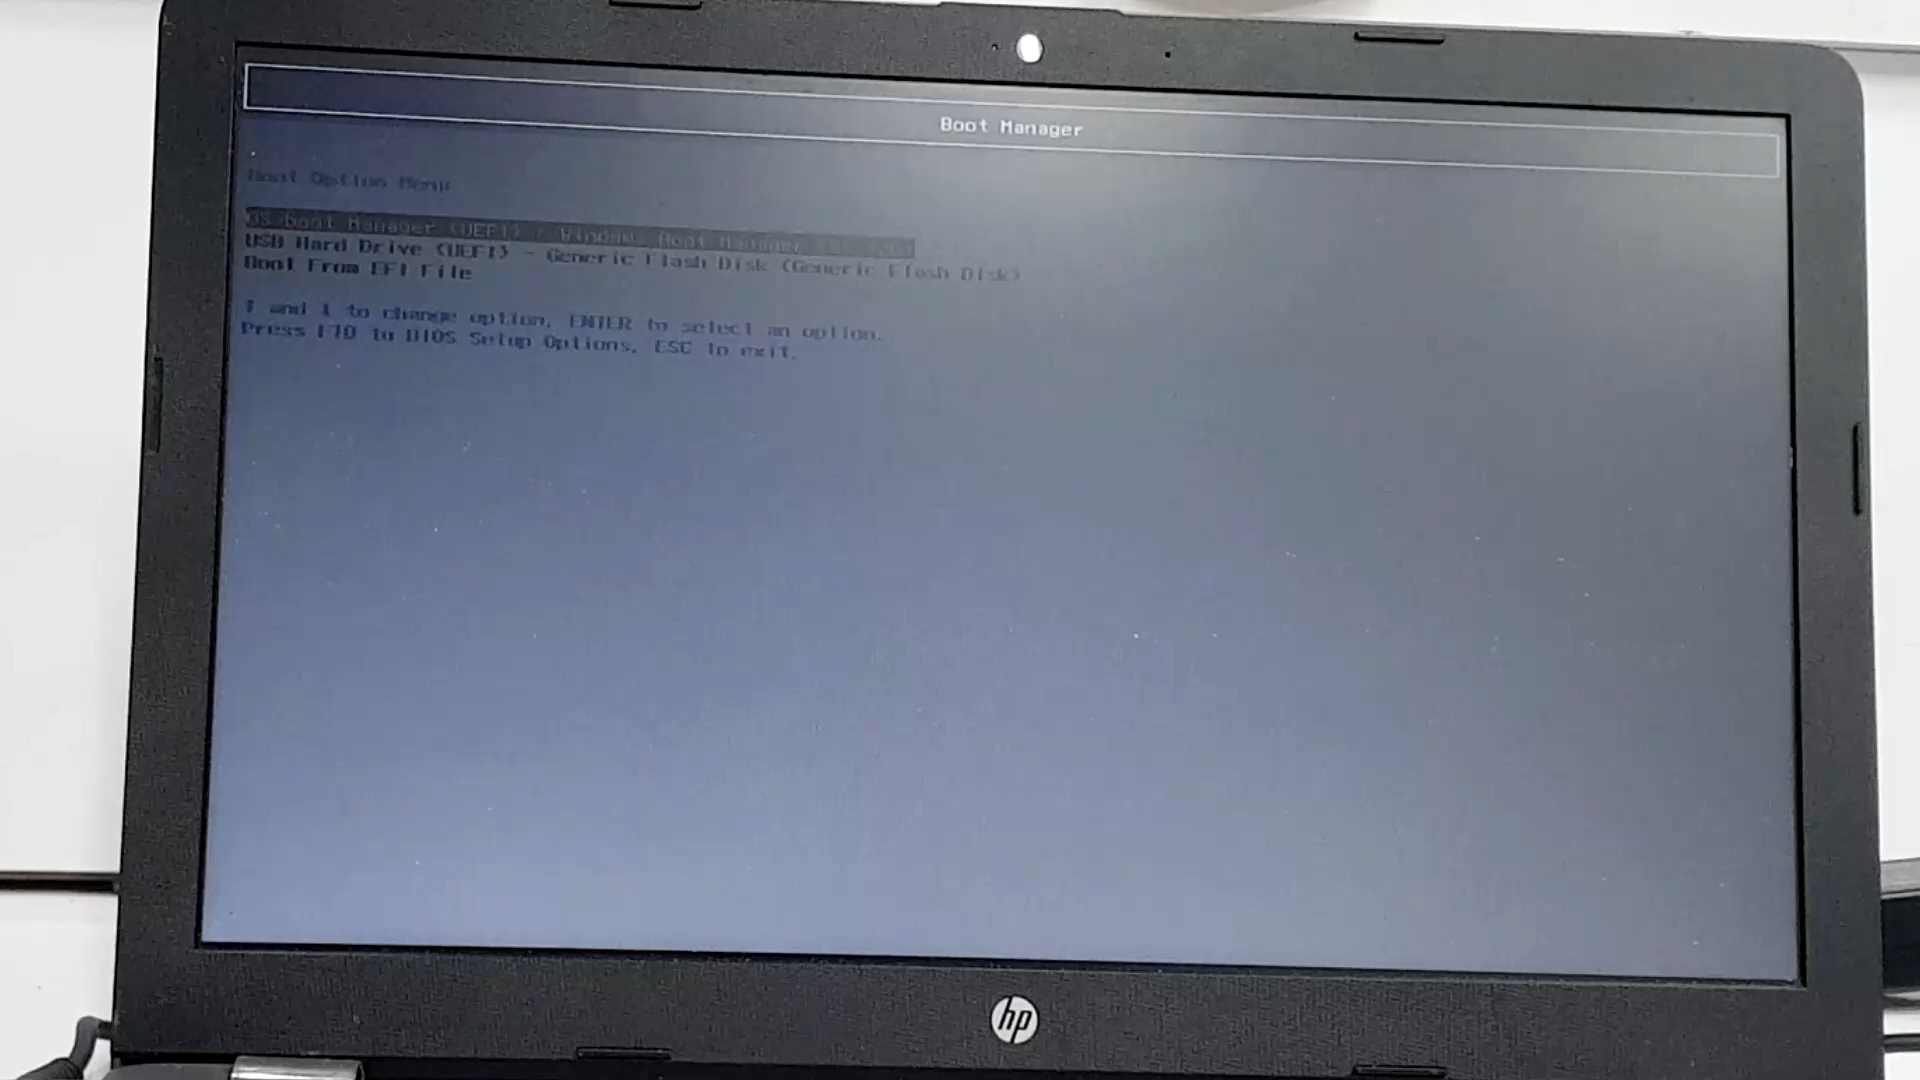 Boot Manager
Boot Option Menu
OS boot Manager (UEFI) - Windows Boot Manager
USB Hard Drive (UEFI) - Generic Flash Disk (Generic Flash Disk)
Boot From EFI File
↑ and ↓ to change option, ENTER to select an option.
Press F10 to BIOS Setup Options, ESC to exit.
hp